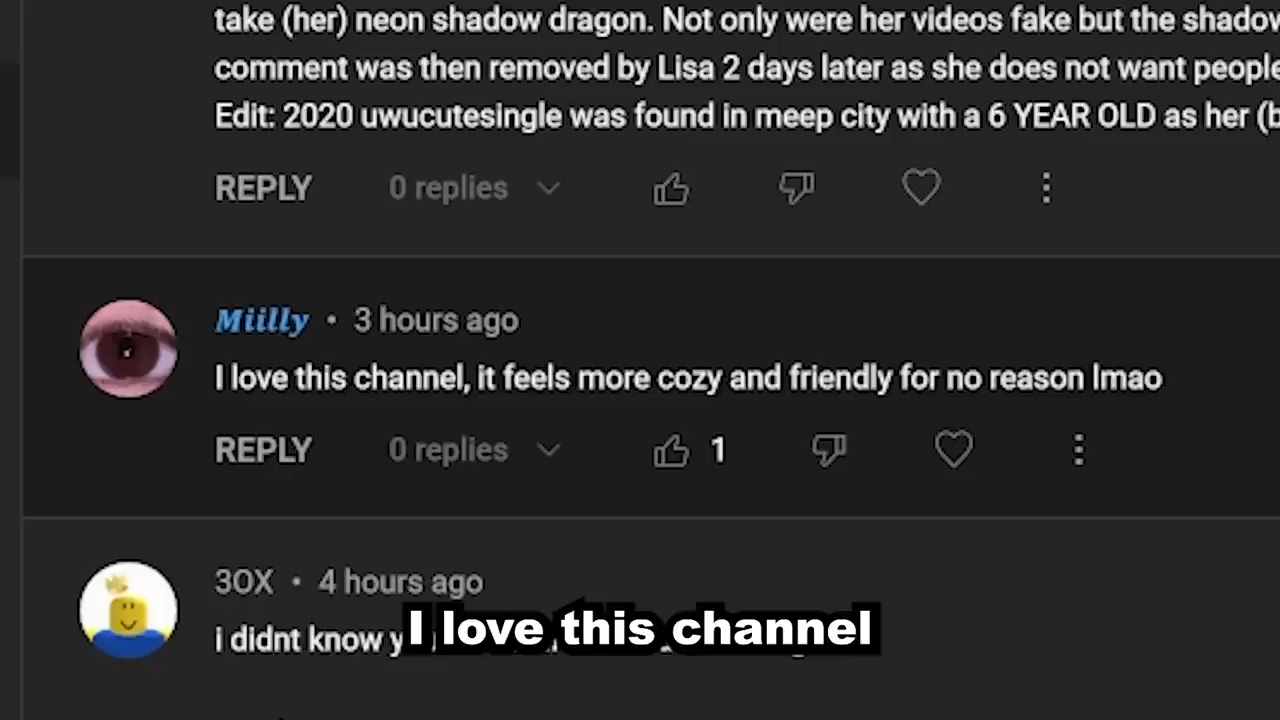 take (her) neon shadow dragon. Not only were her videos fake but the shadow
comment was then removed by Lisa 2 days later as she does not want people
Edit: 2020 uwucutesingle was found in meep city with a 6 YEAR OLD as her (b
REPLY 0 replies
Miilly • 3 hours ago
I love this channel, it feels more cozy and friendly for no reason lmao
REPLY 0 replies 1
3OX • 4 hours ago
i didnt know y
I love this channel